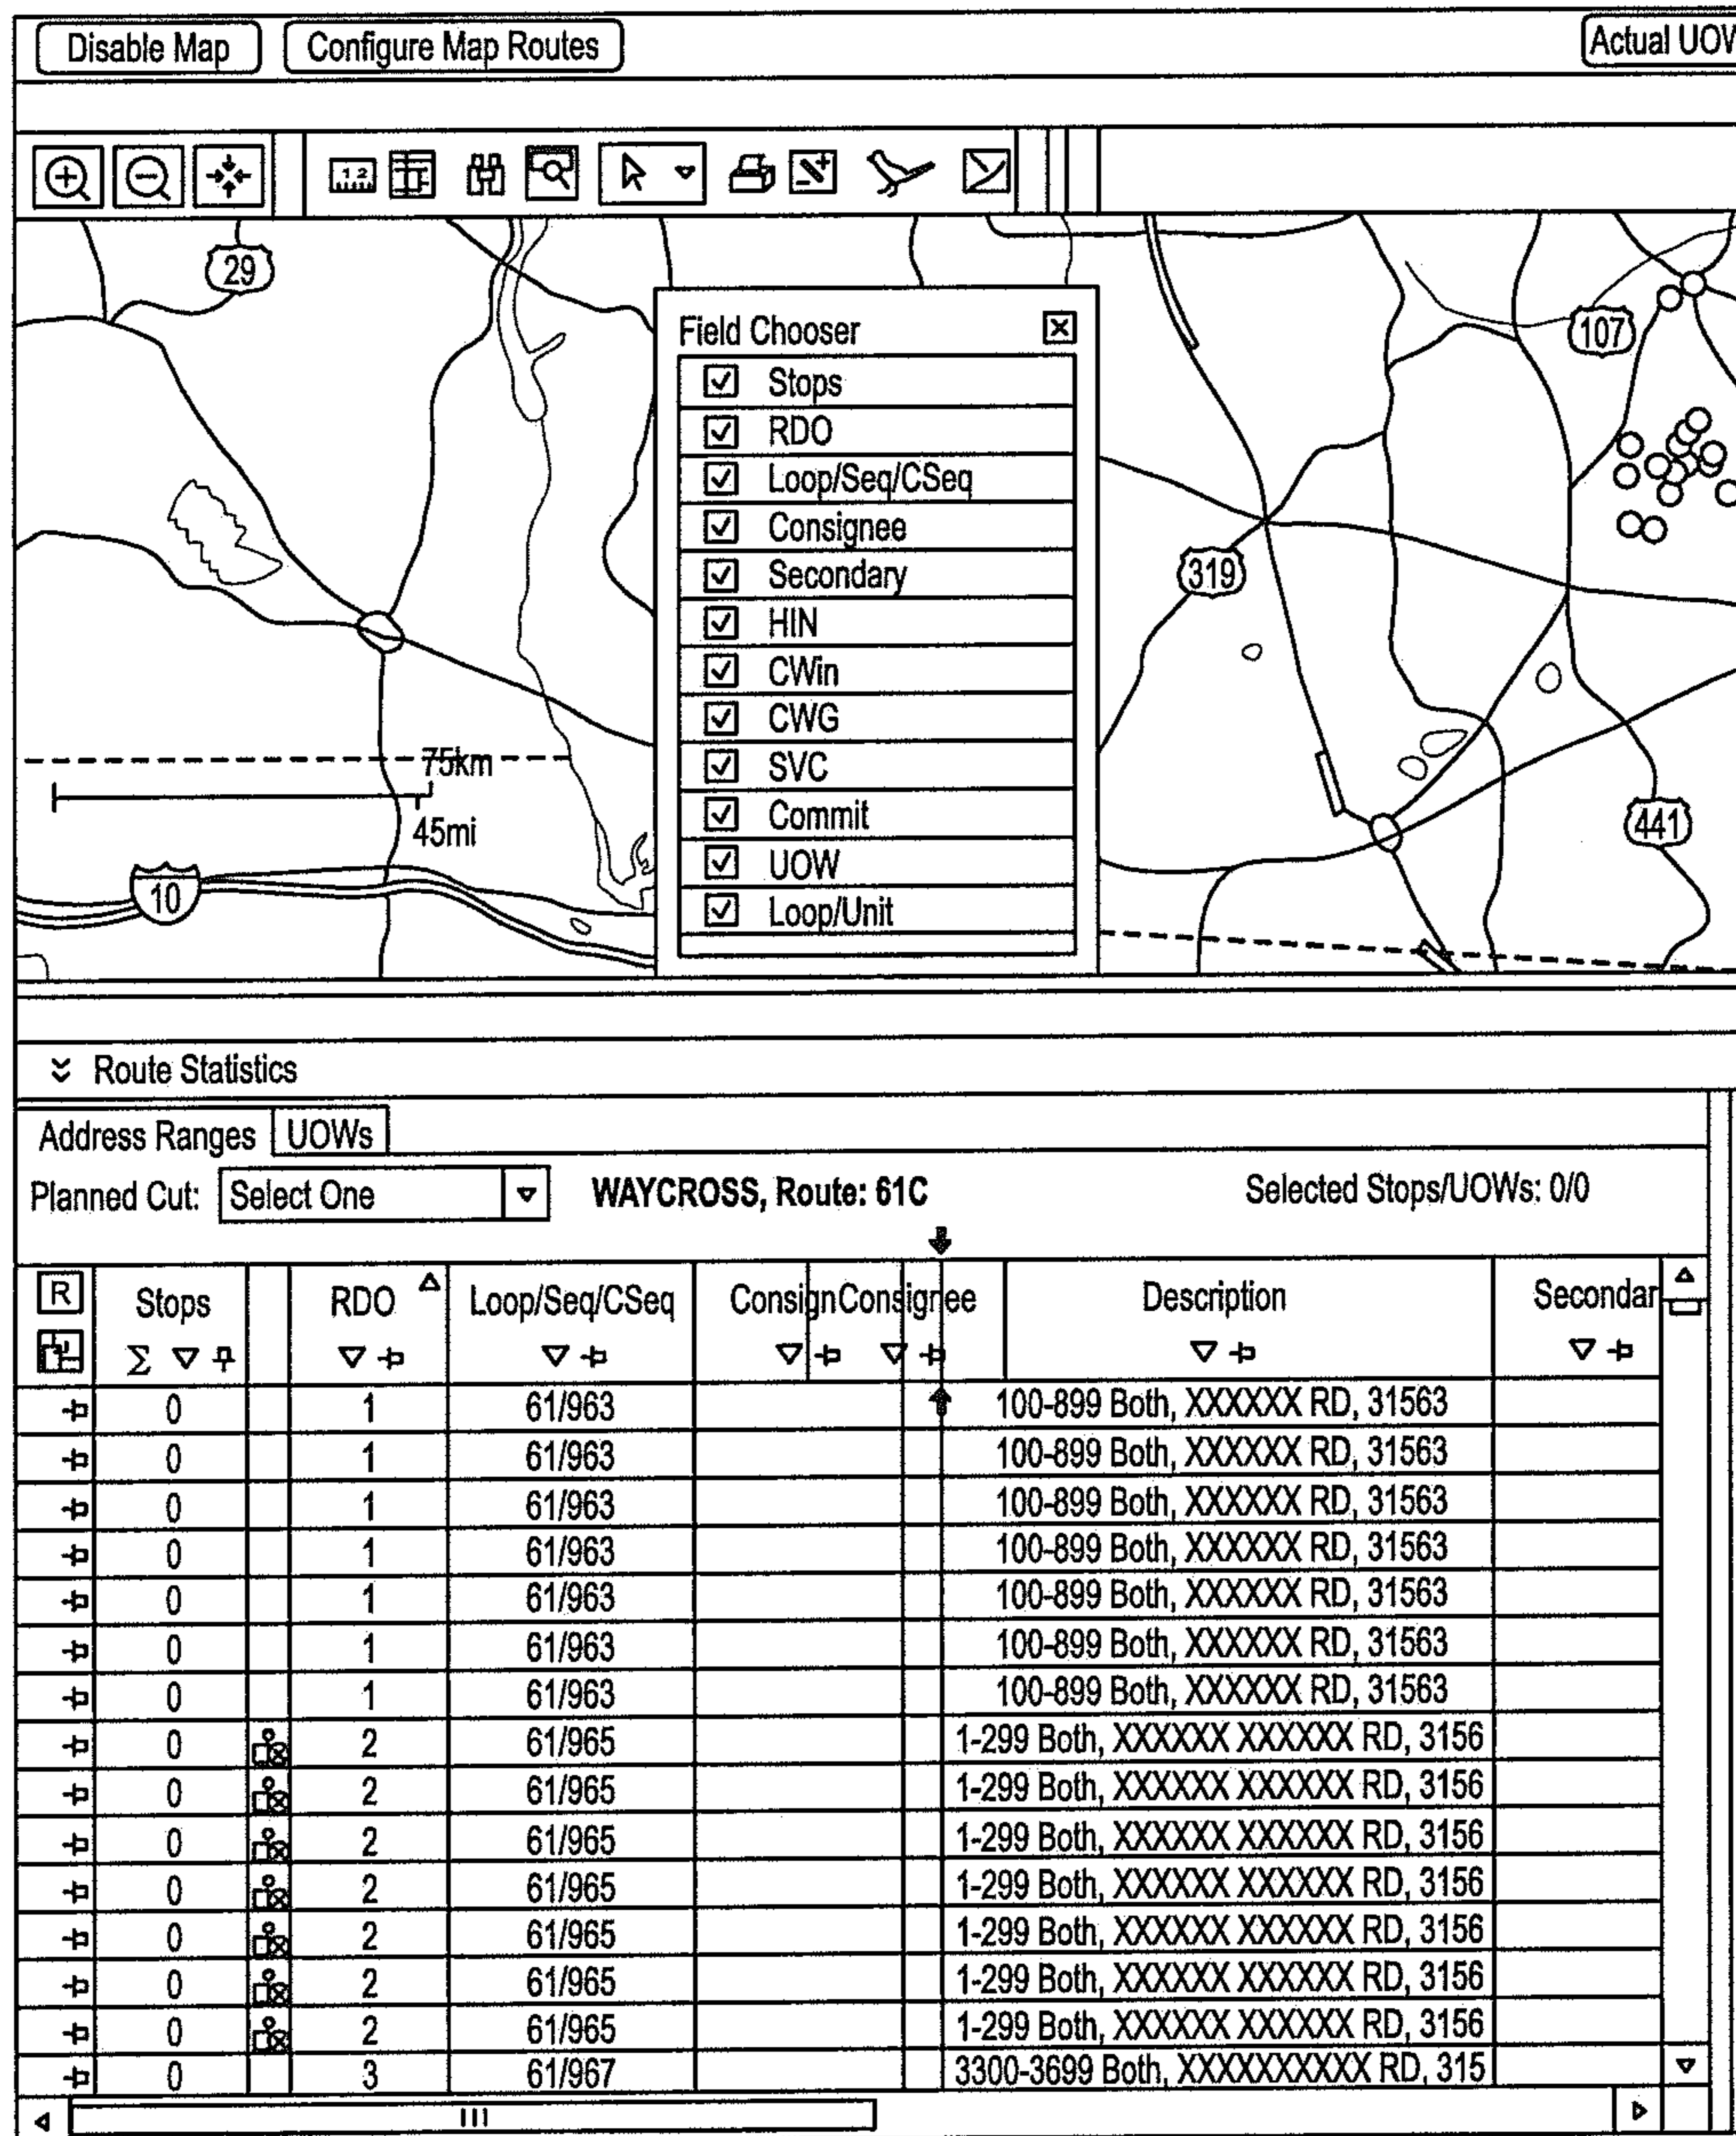 Disable Map Configure Map Routes Actual UOW
1 2
29
107
Field Chooser
Stops
RDO
Loop/Seq/CSeq
Consignee
Secondary
HIN
CWin
CWG
SVC
Commit
UOW
Loop/Unit
319
75km
45mi
441
10
Route Statistics
Address Ranges UOWs
Planned Cut: Select One WAYCROSS, Route: 61C Selected Stops/UOWs: 0/0
R Stops RDO Loop/Seq/CSeq Consign Consignee Description Secondar
Σ
0 1 61/963 100-899 Both, XXXXXX RD, 31563
0 1 61/963 100-899 Both, XXXXXX RD, 31563
0 1 61/963 100-899 Both, XXXXXX RD, 31563
0 1 61/963 100-899 Both, XXXXXX RD, 31563
0 1 61/963 100-899 Both, XXXXXX RD, 31563
0 1 61/963 100-899 Both, XXXXXX RD, 31563
0 1 61/963 100-899 Both, XXXXXX RD, 31563
0 2 61/965 1-299 Both, XXXXXX XXXXXX RD, 3156
0 2 61/965 1-299 Both, XXXXXX XXXXXX RD, 3156
0 2 61/965 1-299 Both, XXXXXX XXXXXX RD, 3156
0 2 61/965 1-299 Both, XXXXXX XXXXXX RD, 3156
0 2 61/965 1-299 Both, XXXXXX XXXXXX RD, 3156
0 2 61/965 1-299 Both, XXXXXX XXXXXX RD, 3156
0 2 61/965 1-299 Both, XXXXXX XXXXXX RD, 3156
0 3 61/967 3300-3699 Both, XXXXXXXXXX RD, 315